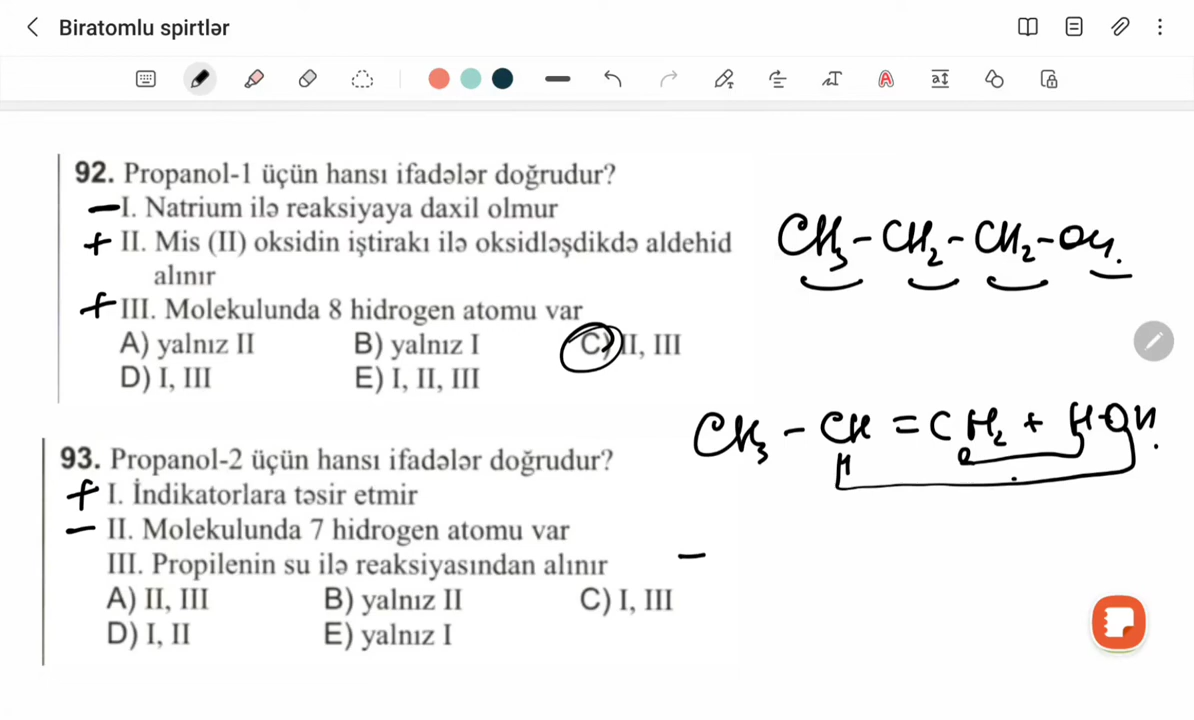 Biratomlu spirtlər
92. Propanol-1 üçün hansı ifadələr doğrudur?
– I. Natrium ilə reaksiyaya daxil olmur
+ II. Mis (II) oksidin iştirakı ilə oksidləşdikdə aldehid
alınır
+ III. Molekulunda 8 hidrogen atomu var
A) yalnız II B) yalnız I C) II, III
D) I, III E) I, II, III
CH₃ – CH₂ – CH₂ – OH.
CH₃ – CH = CH₂ + HOH.
H
93. Propanol-2 üçün hansı ifadələr doğrudur?
+ I. İndikatorlara təsir etmir
– II. Molekulunda 7 hidrogen atomu var
III. Propilenin su ilə reaksiyasından alınır –
A) II, III B) yalnız II C) I, III
D) I, II E) yalnız I